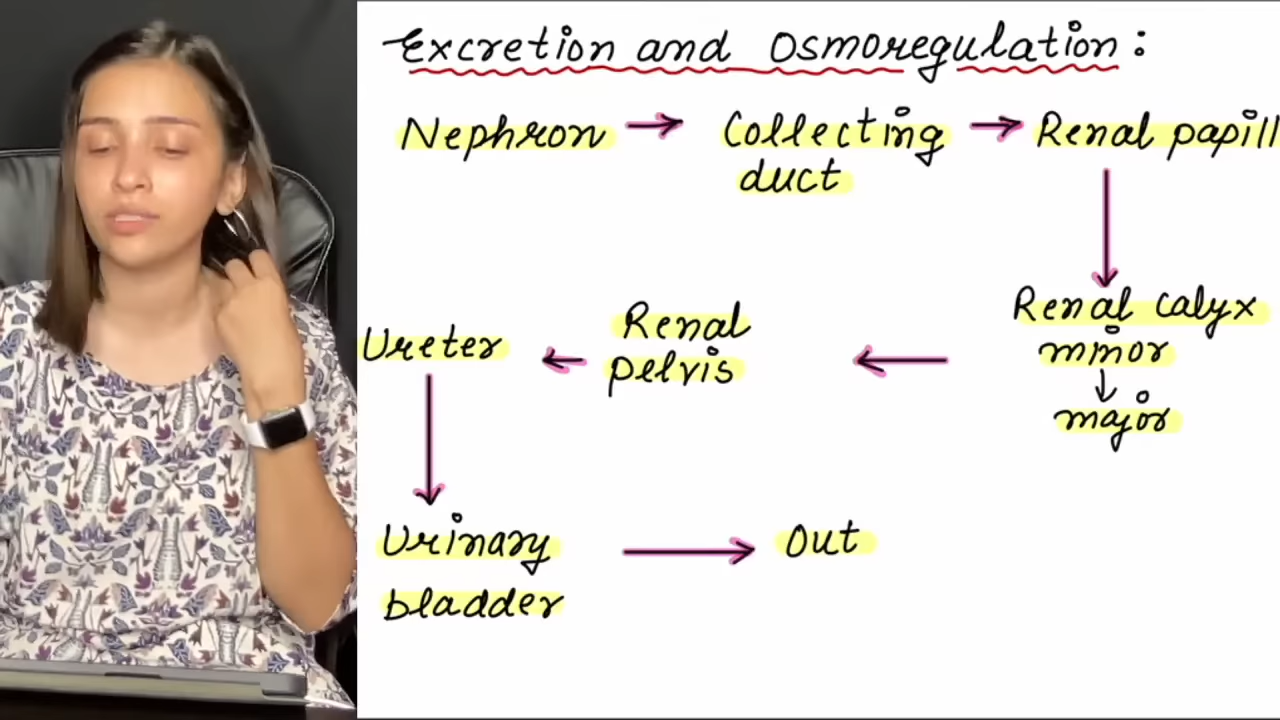 Excretion and Osmoregulation:
Nephron → Collecting → Renal papill
duct
Renal calyx
minor
↓
major
←
Renal
pelvis
←
Ureter
Urinary → Out
bladder